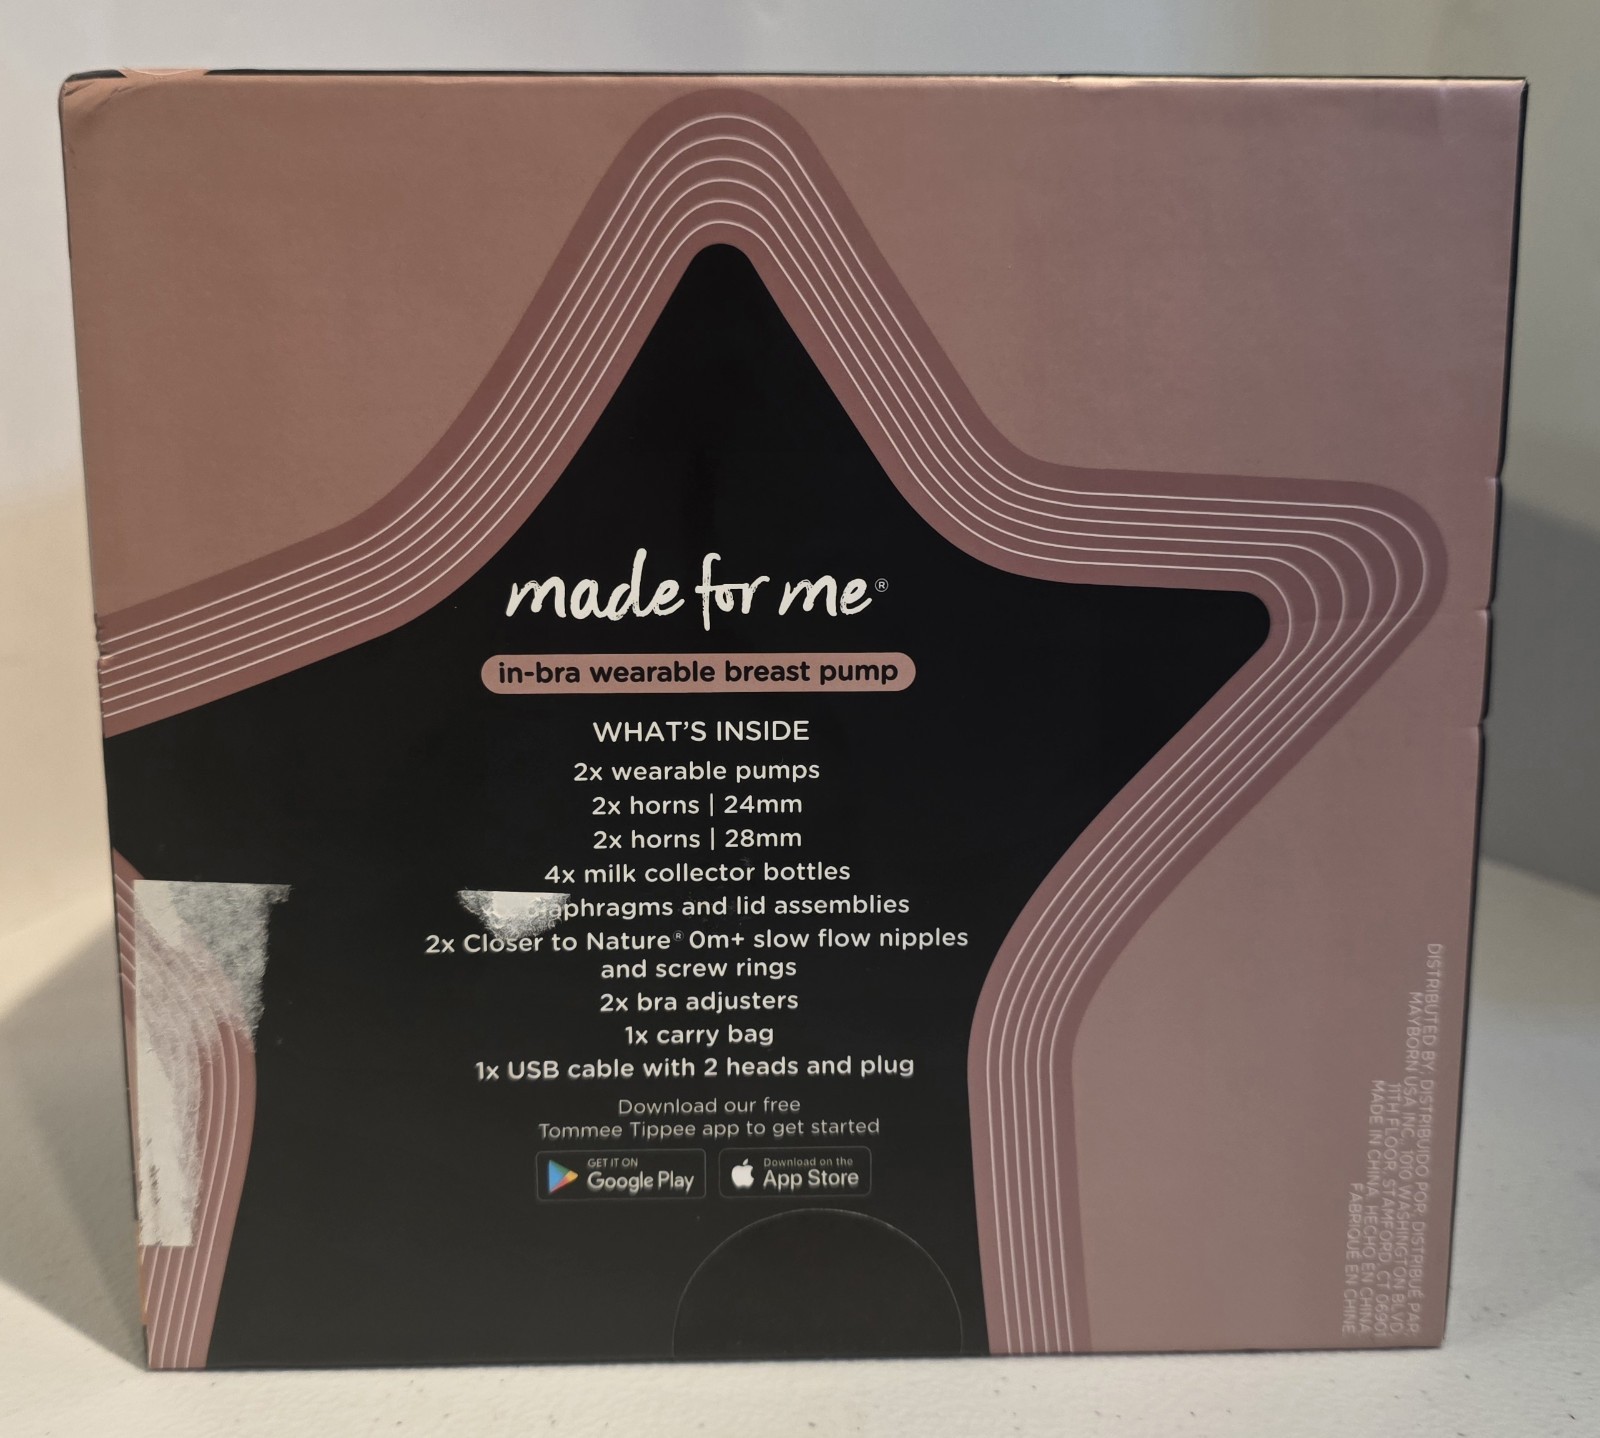 made for me®
in-bra wearable breast pump
WHAT'S INSIDE
2x wearable pumps
2x horns | 24mm
2x horns | 28mm
4x milk collector bottles
diaphragms and lid assemblies
2x Closer to Nature® 0m+ slow flow nipples
and screw rings
2x bra adjusters
1x carry bag
1x USB cable with 2 heads and plug
Download our free
Tommee Tippee app to get started
GET IT ON
Google Play
Download on the
App Store
DISTRIBUTED BY, DISTRIBUIDO POR, DISTRIBUÉ PAR
MAYBORN USA INC. 1010 WASHINGTON BLVD
11TH FLOOR, STAMFORD, CT 06901
MADE IN CHINA, HECHO EN CHINA
FABRIQUÉ EN CHINE